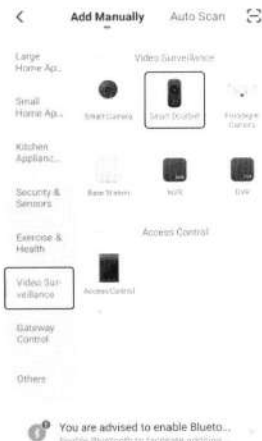 Add Manually
Auto Scan
Large
Home Ap...
Small
Home Ap...
Kitchen
Applianc...
Security &
Sensors
Exercise &
Health
Video Sur-
veillance
Gateway
Control
Others
Video Surveillance
Smart Camera
Smart Doorbell
Floodlight
Camera
Base Station
NVR
DVR
Access Control
Access Control
You are advised to enable Blueto...